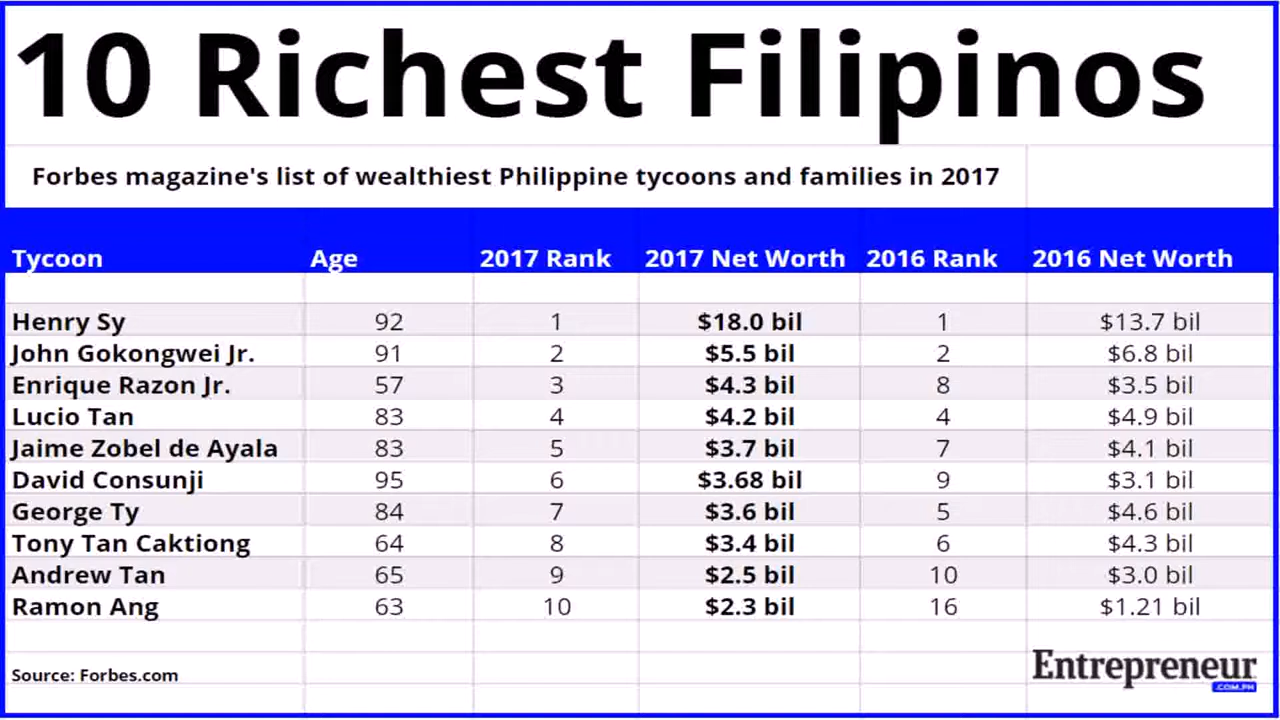 10 Richest Filipinos
Forbes magazine's list of wealthiest Philippine tycoons and families in 2017
Tycoon Age 2017 Rank 2017 Net Worth 2016 Rank 2016 Net Worth
Henry Sy 92 1 $18.0 bil 1 $13.7 bil
John Gokongwei Jr. 91 2 $5.5 bil 2 $6.8 bil
Enrique Razon Jr. 57 3 $4.3 bil 8 $3.5 bil
Lucio Tan 83 4 $4.2 bil 4 $4.9 bil
Jaime Zobel de Ayala 83 5 $3.7 bil 7 $4.1 bil
David Consunji 95 6 $3.68 bil 9 $3.1 bil
George Ty 84 7 $3.6 bil 5 $4.6 bil
Tony Tan Caktiong 64 8 $3.4 bil 6 $4.3 bil
Andrew Tan 65 9 $2.5 bil 10 $3.0 bil
Ramon Ang 63 10 $2.3 bil 16 $1.21 bil
Source: Forbes.com
Entrepreneur
.COM.PH